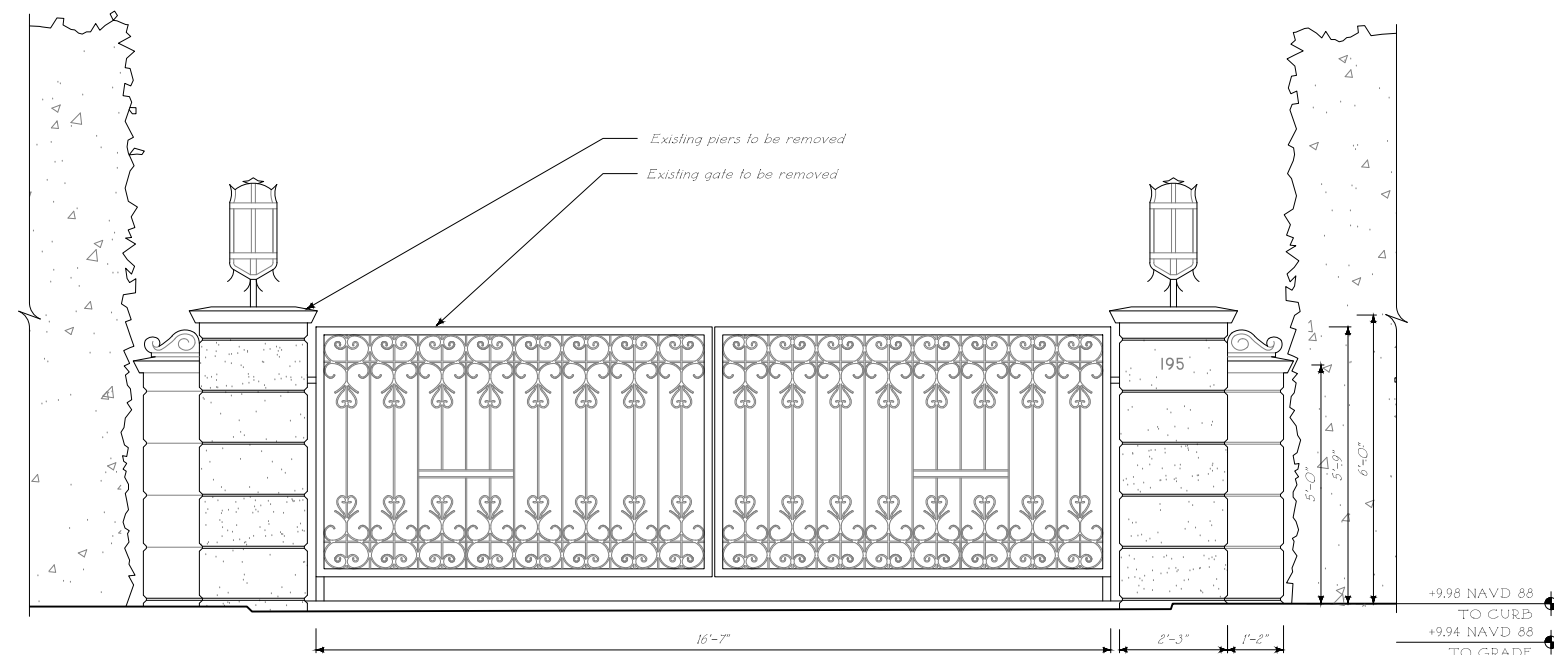 Existing piers to be removed
Existing gate to be removed
195
5'-0"
5'-9"
6'-0"
+9.98 NAVD 88
TO CURB
+9.94 NAVD 88
TO GRADE
16'-7"
2'-3"
1'-2"